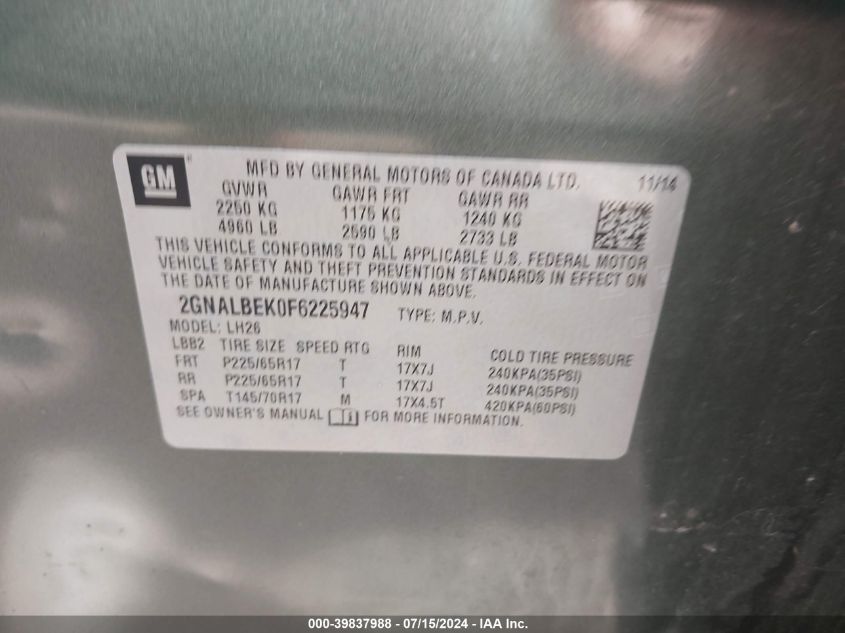 GM MFD BY GENERAL MOTORS OF CANADA LTD. 11/14
GVWR GAWR FRT GAWR RR
2250 KG 1175 KG 1240 KG
4960 LB 2590 LB 2733 LB
THIS VEHICLE CONFORMS TO ALL APPLICABLE U.S. FEDERAL MOTOR
VEHICLE SAFETY AND THEFT PREVENTION STANDARDS IN EFFECT ON
THE DATE OF MANUFACTURE SHOWN ABOVE.
2GNALBEK0F6225947 TYPE: M.P.V.
MODEL: LH26
LBB2 TIRE SIZE SPEED RTG RIM COLD TIRE PRESSURE
FRT P225/65R17 T 17X7J 240KPA(35PSI)
RR P225/65R17 T 17X7J 240KPA(35PSI)
SPA T145/70R17 M 17X4.5T 420KPA(60PSI)
SEE OWNER'S MANUAL FOR MORE INFORMATION.
000-39837988 - 07/15/2024 - IAA Inc.